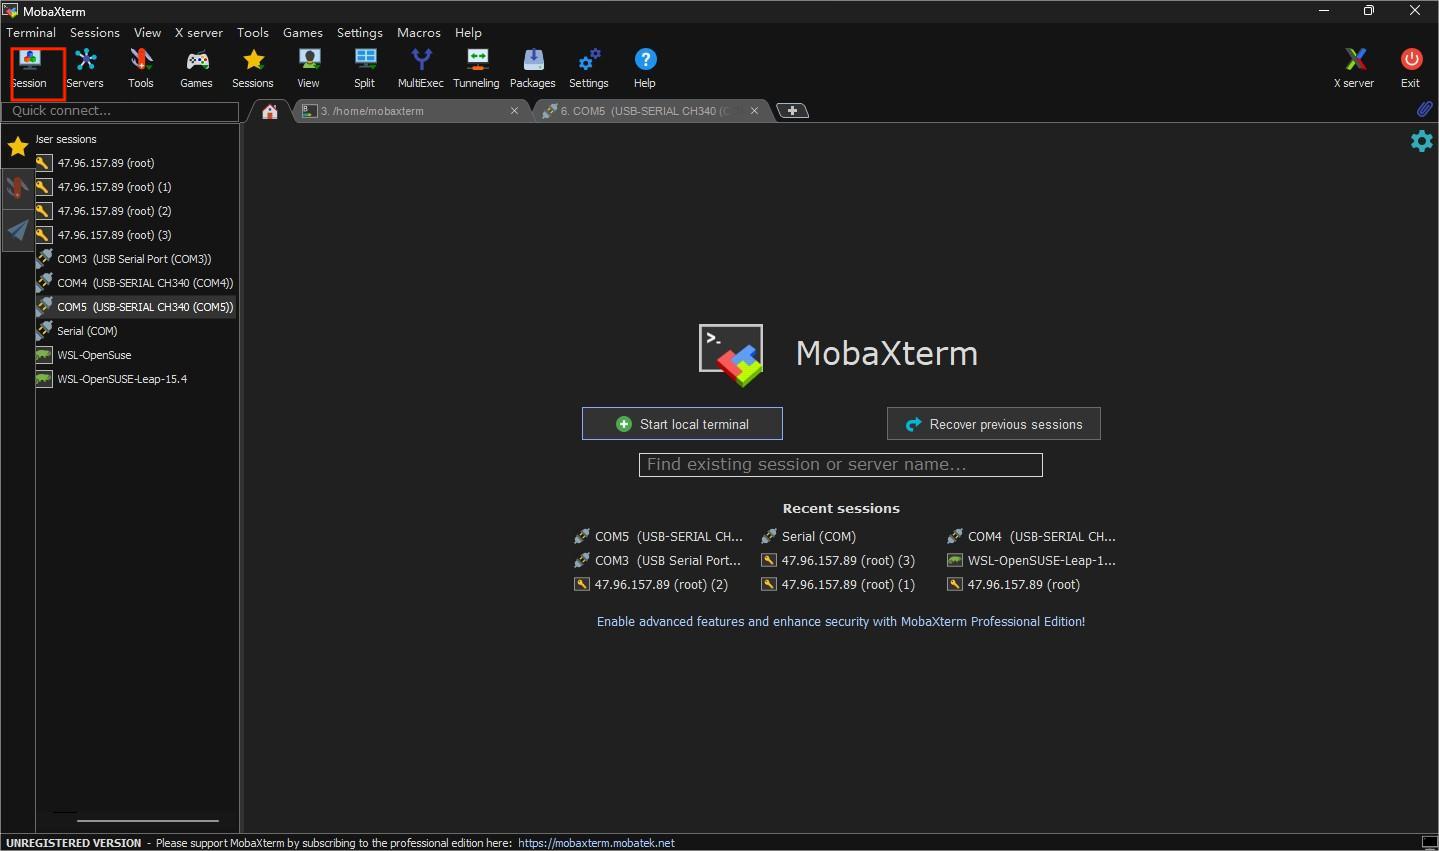 MobaXterm
Terminal Sessions View X server Tools Games Settings Macros Help
Session Servers Tools Games Sessions View Split MultiExec Tunneling Packages Settings Help X server Exit
Quick connect...
3. /home/mobaxterm
6. COM5 (USB-SERIAL CH340 (C
User sessions
47.96.157.89 (root)
47.96.157.89 (root) (1)
47.96.157.89 (root) (2)
47.96.157.89 (root) (3)
COM3 (USB Serial Port (COM3))
COM4 (USB-SERIAL CH340 (COM4))
COM5 (USB-SERIAL CH340 (COM5))
Serial (COM)
WSL-OpenSuse
WSL-OpenSUSE-Leap-15.4
>_
MobaXterm
Start local terminal
Recover previous sessions
Find existing session or server name...
Recent sessions
COM5 (USB-SERIAL CH... Serial (COM) COM4 (USB-SERIAL CH...
COM3 (USB Serial Port... 47.96.157.89 (root) (3) WSL-OpenSUSE-Leap-1...
47.96.157.89 (root) (2) 47.96.157.89 (root) (1) 47.96.157.89 (root)
Enable advanced features and enhance security with MobaXterm Professional Edition!
UNREGISTERED VERSION - Please support MobaXterm by subscribing to the professional edition here: https://mobaxterm.mobatek.net